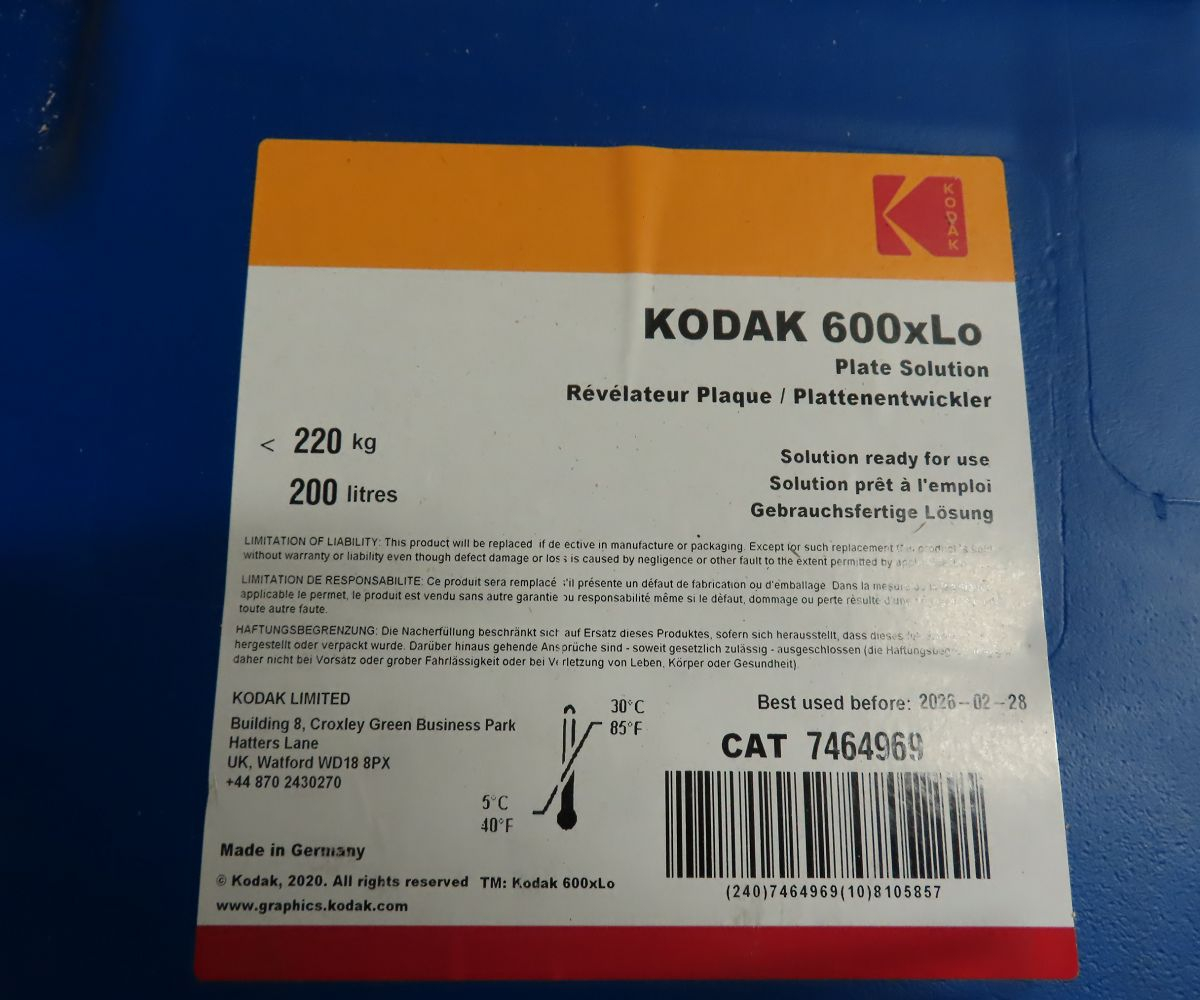 KODAK
KODAK 600xLo
Plate Solution
Révélateur Plaque / Plattenentwickler
< 220 kg
200 litres
Solution ready for use
Solution prêt à l'emploi
Gebrauchsfertige Lösung
LIMITATION OF LIABILITY: This product will be replaced if de ective in manufacture or packaging. Except for such replacement
without warranty or liability even though defect damage or loss is caused by negligence or other fault to the extent permitted by
LIMITATION DE RESPONSABILITE: Ce produit sera remplacé s'il présente un défaut de fabrication ou d'emballage. Dans la mesure
applicable le permet, le produit est vendu sans autre garantie ou responsabilité même si le défaut, dommage ou perte résulte d'une
toute autre faute.
HAFTUNGSBEGRENZUNG: Die Nacherfüllung beschränkt sich auf Ersatz dieses Produktes, sofern sich herausstellt, dass dieses
hergestellt oder verpackt wurde. Darüber hinaus gehende Ansprüche sind - soweit gesetzlich zulässig - ausgeschlossen (die
daher nicht bei Vorsatz oder grober Fahrlässigkeit oder bei Verletzung von Leben, Körper oder Gesundheit).
KODAK LIMITED
Building 8, Croxley Green Business Park
Hatters Lane
UK, Watford WD18 8PX
+44 870 2430270
30°C
85°F
5°C
40°F
Best used before: 2026-02-28
CAT 7464969
(240)7464969(10)8105857
Made in Germany
© Kodak, 2020. All rights reserved TM: Kodak 600xLo
www.graphics.kodak.com